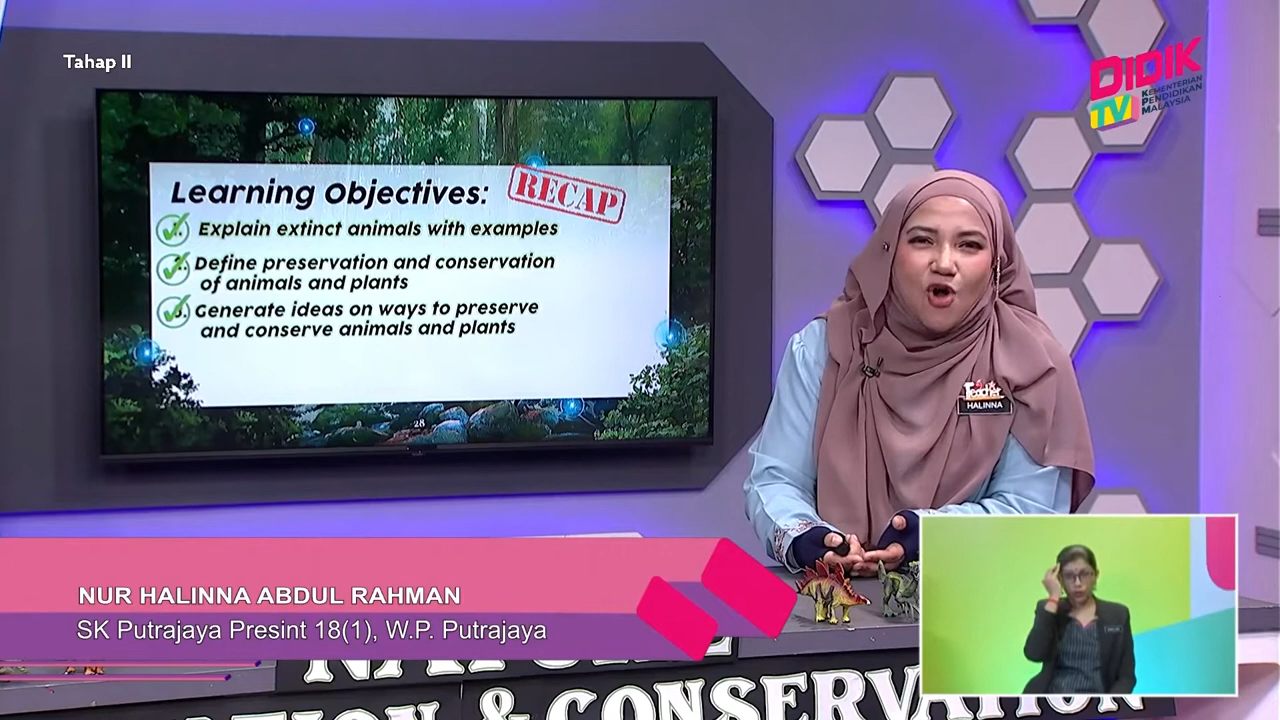 Tahap II
DIDIK
TV
KEMENTERIAN
PENDIDIKAN
MALAYSIA
Learning Objectives:
RECAP
Explain extinct animals with examples
Define preservation and conservation
of animals and plants
Generate ideas on ways to preserve
and conserve animals and plants
28
Teacher
HALINNA
NUR HALINNA ABDUL RAHMAN
SK Putrajaya Presint 18(1), W.P. Putrajaya
& CONSERVATION